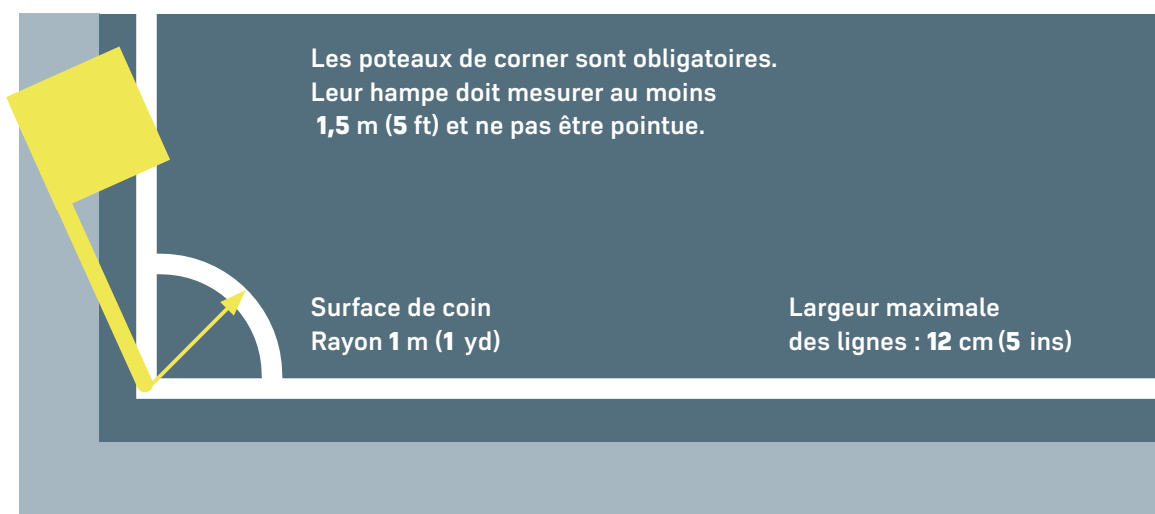 Les poteaux de corner sont obligatoires.
Leur hampe doit mesurer au moins
1,5 m (5 ft) et ne pas être pointue.
Surface de coin
Rayon 1 m (1 yd)
Largeur maximale
des lignes : 12 cm (5 ins)